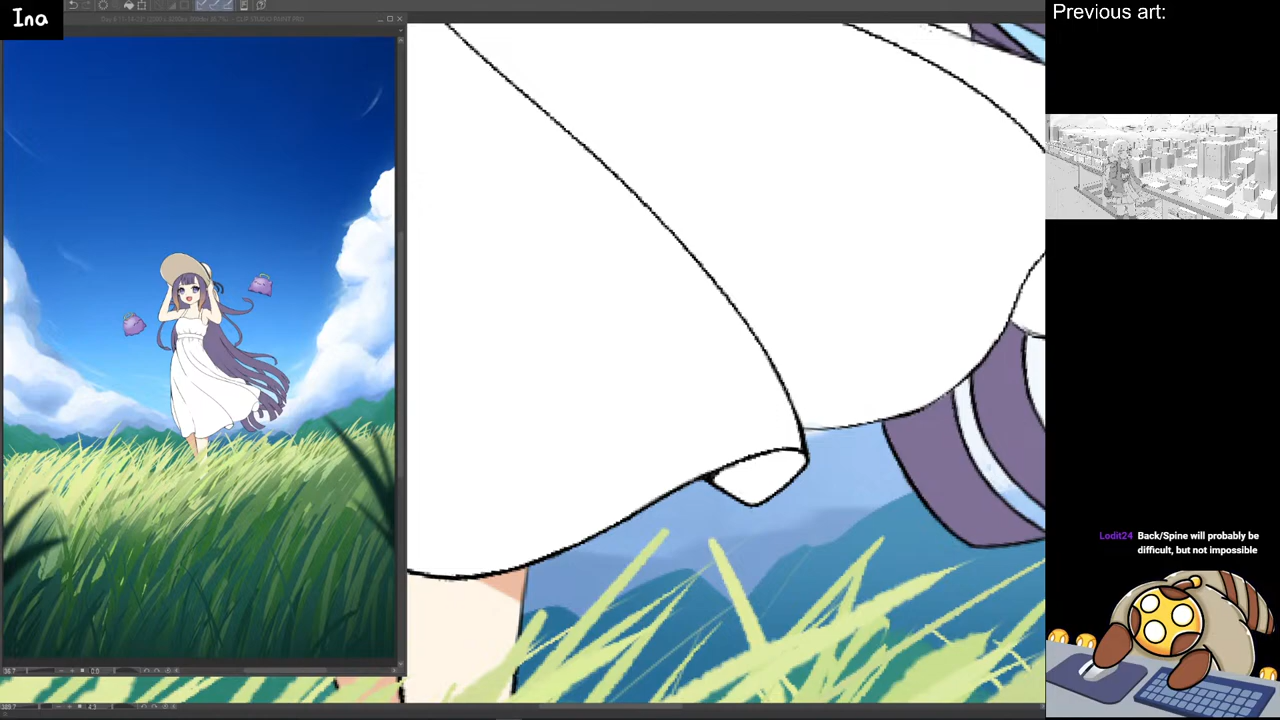 Ina
Previous art:
Lodit24 Back/Spine will probably be
difficult, but not impossible